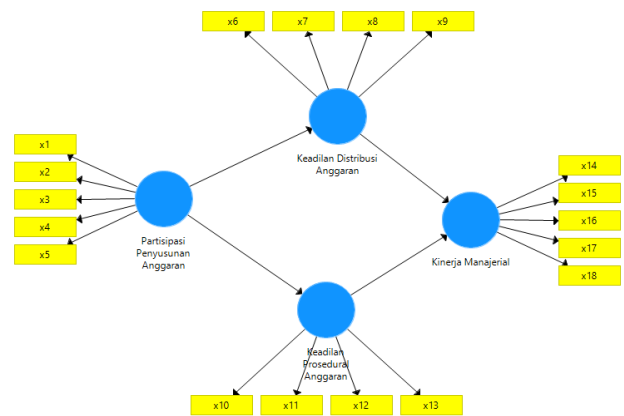 x6
x7
x8
x9
Keadilan Distribusi
Anggaran
x1
x2
x3
x4
x5
Partisipasi
Penyusunan
Anggaran
x14
x15
x16
x17
x18
Kinerja Manajerial
Keadilan
Prosedural
Anggaran
x10
x11
x12
x13